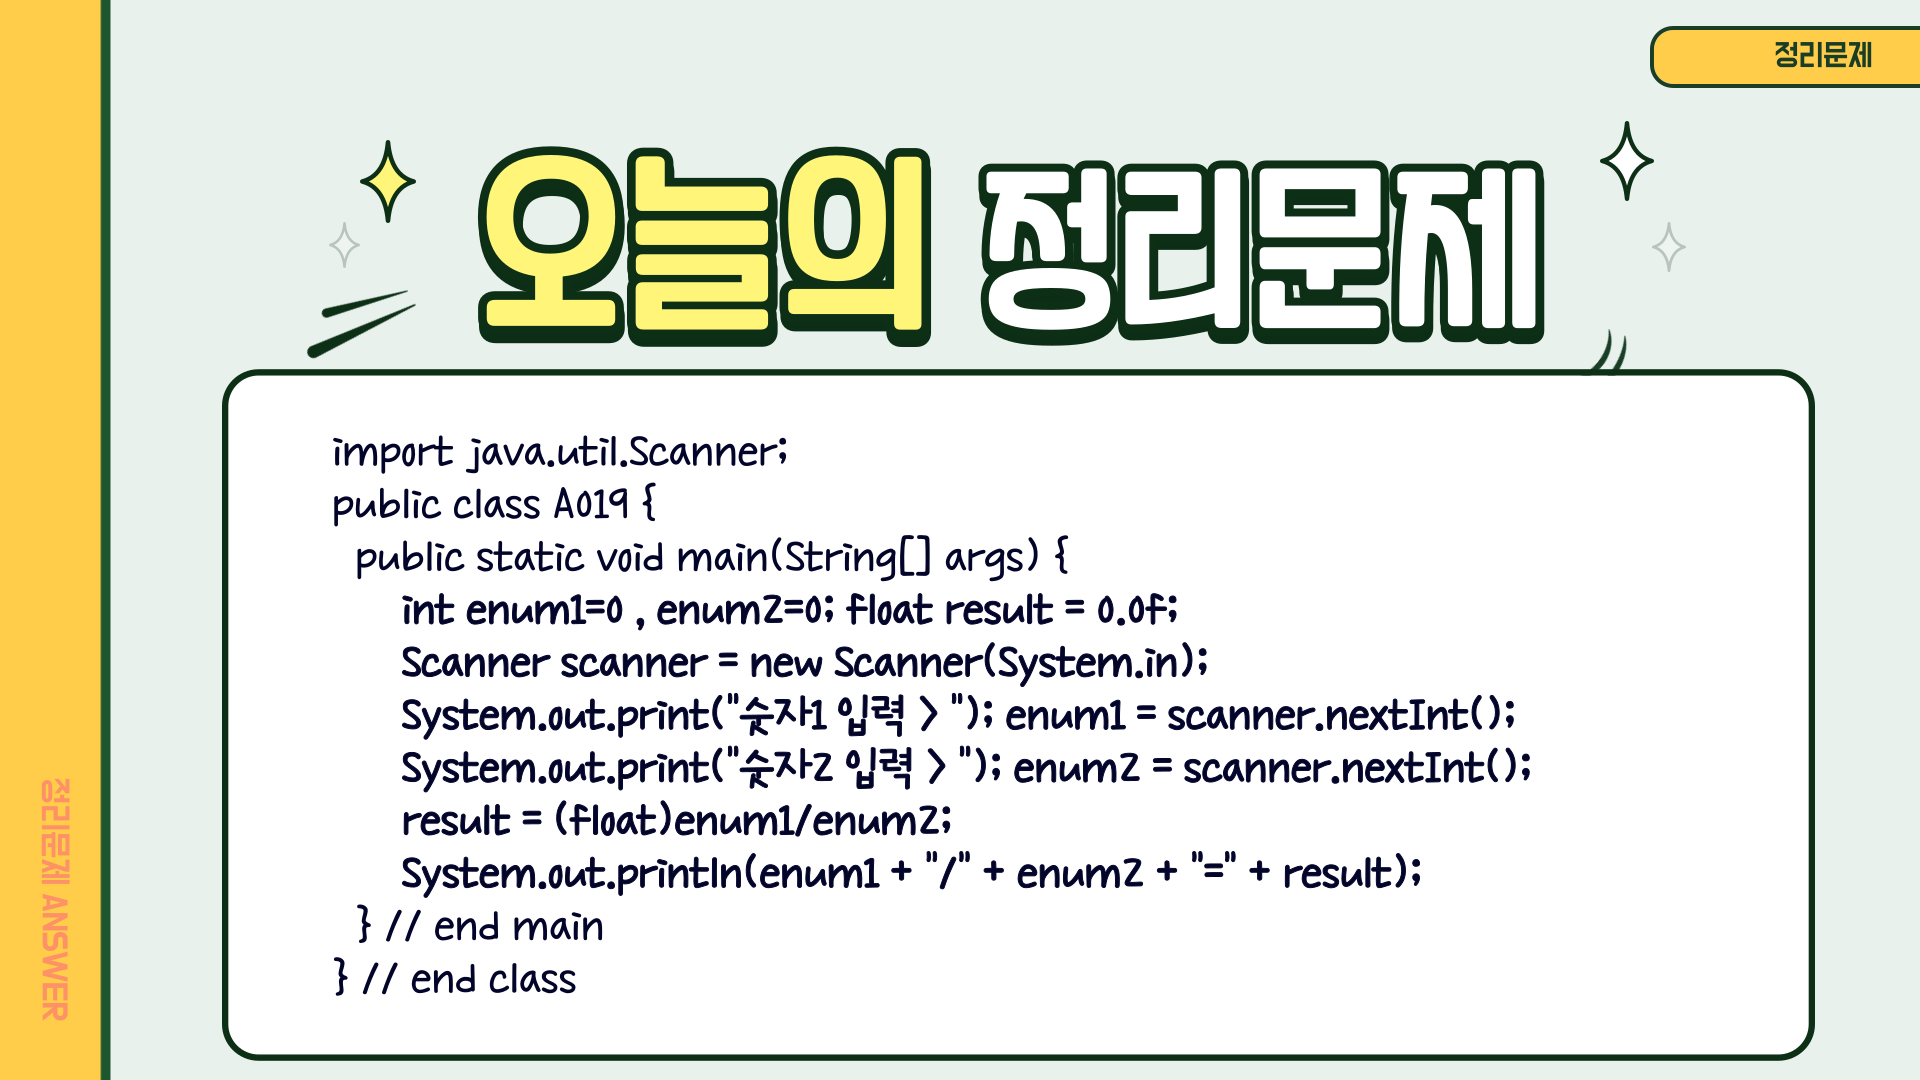 정리문제
오늘의 정리문제
import java.util.Scanner;
public class A019 {
public static void main(String[] args) {
int enum1=0 , enum2=0; float result = 0.0f;
Scanner scanner = new Scanner(System.in);
System.out.print("숫자1 입력 > "); enum1 = scanner.nextInt();
System.out.print("숫자2 입력 > "); enum2 = scanner.nextInt();
result = (float)enum1/enum2;
System.out.println(enum1 + "/" + enum2 + "=" + result);
} // end main
} // end class
정리문제 ANSWER